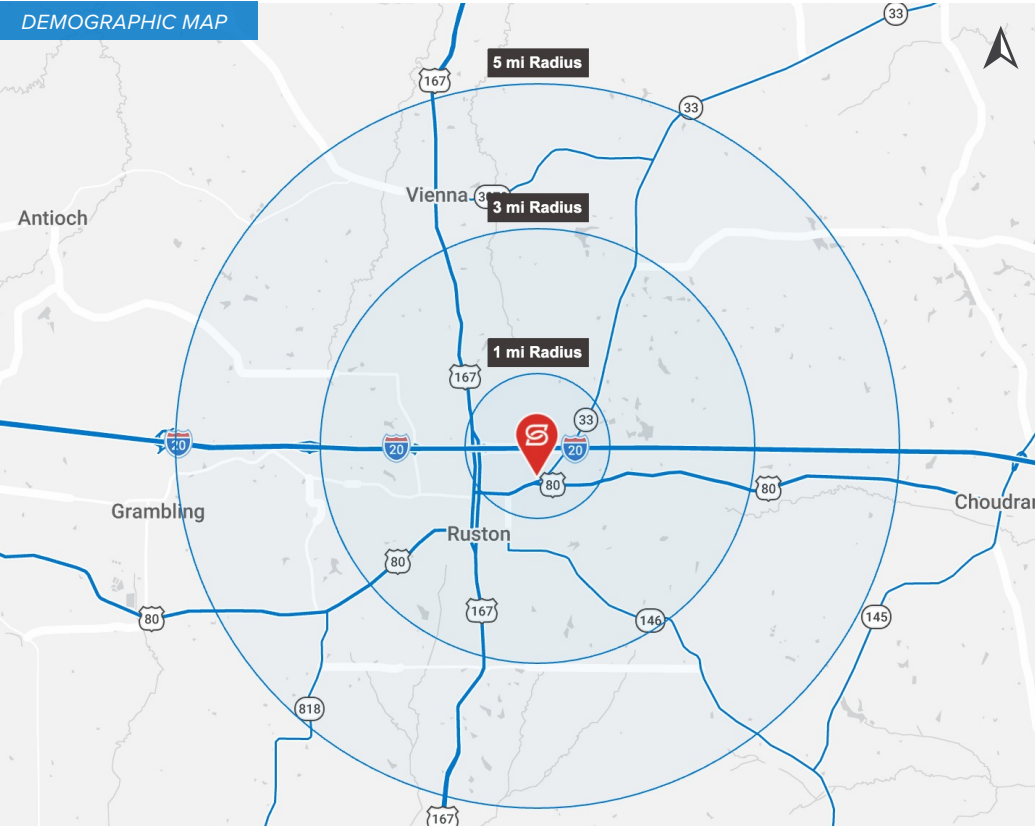 DEMOGRAPHIC MAP
33
5 mi Radius
167
33
Vienna
3 mi Radius
Antioch
1 mi Radius
167
33
20
20
20
80
80
Grambling
Choudran
Ruston
80
167
80
146
145
818
167